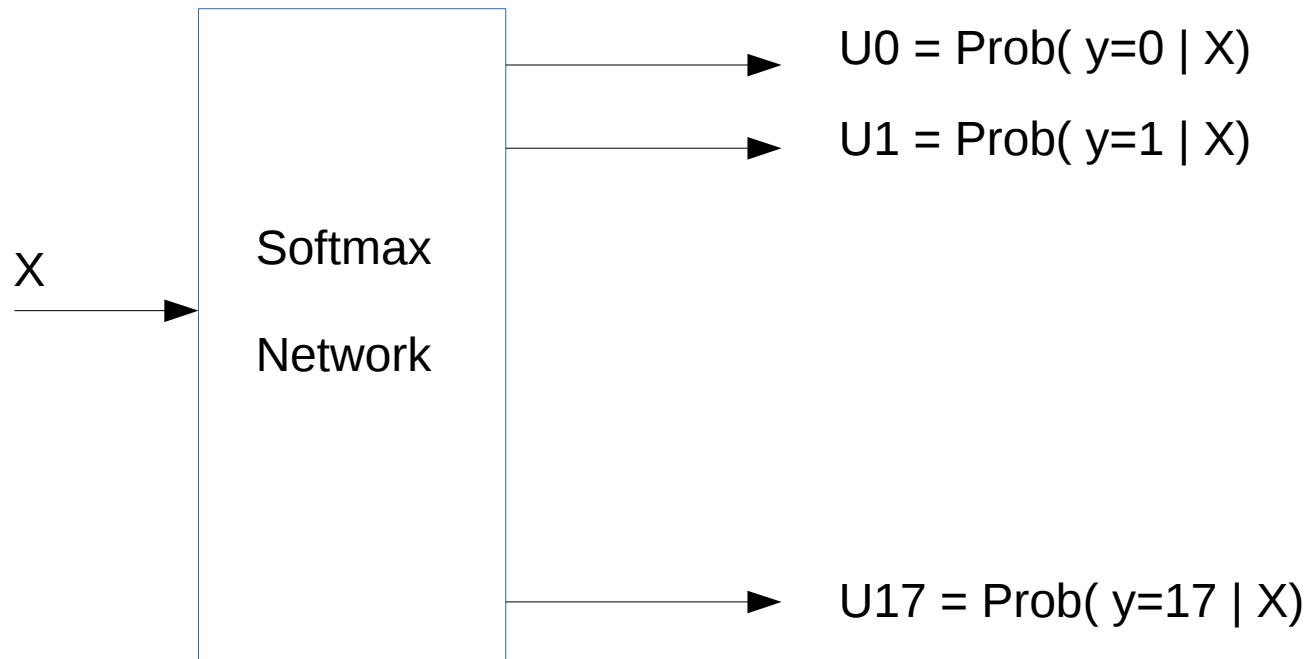 U0 = Prob( y=0 | X)
U1 = Prob( y=1 | X)
X
Softmax
Network
U17 = Prob( y=17 | X)